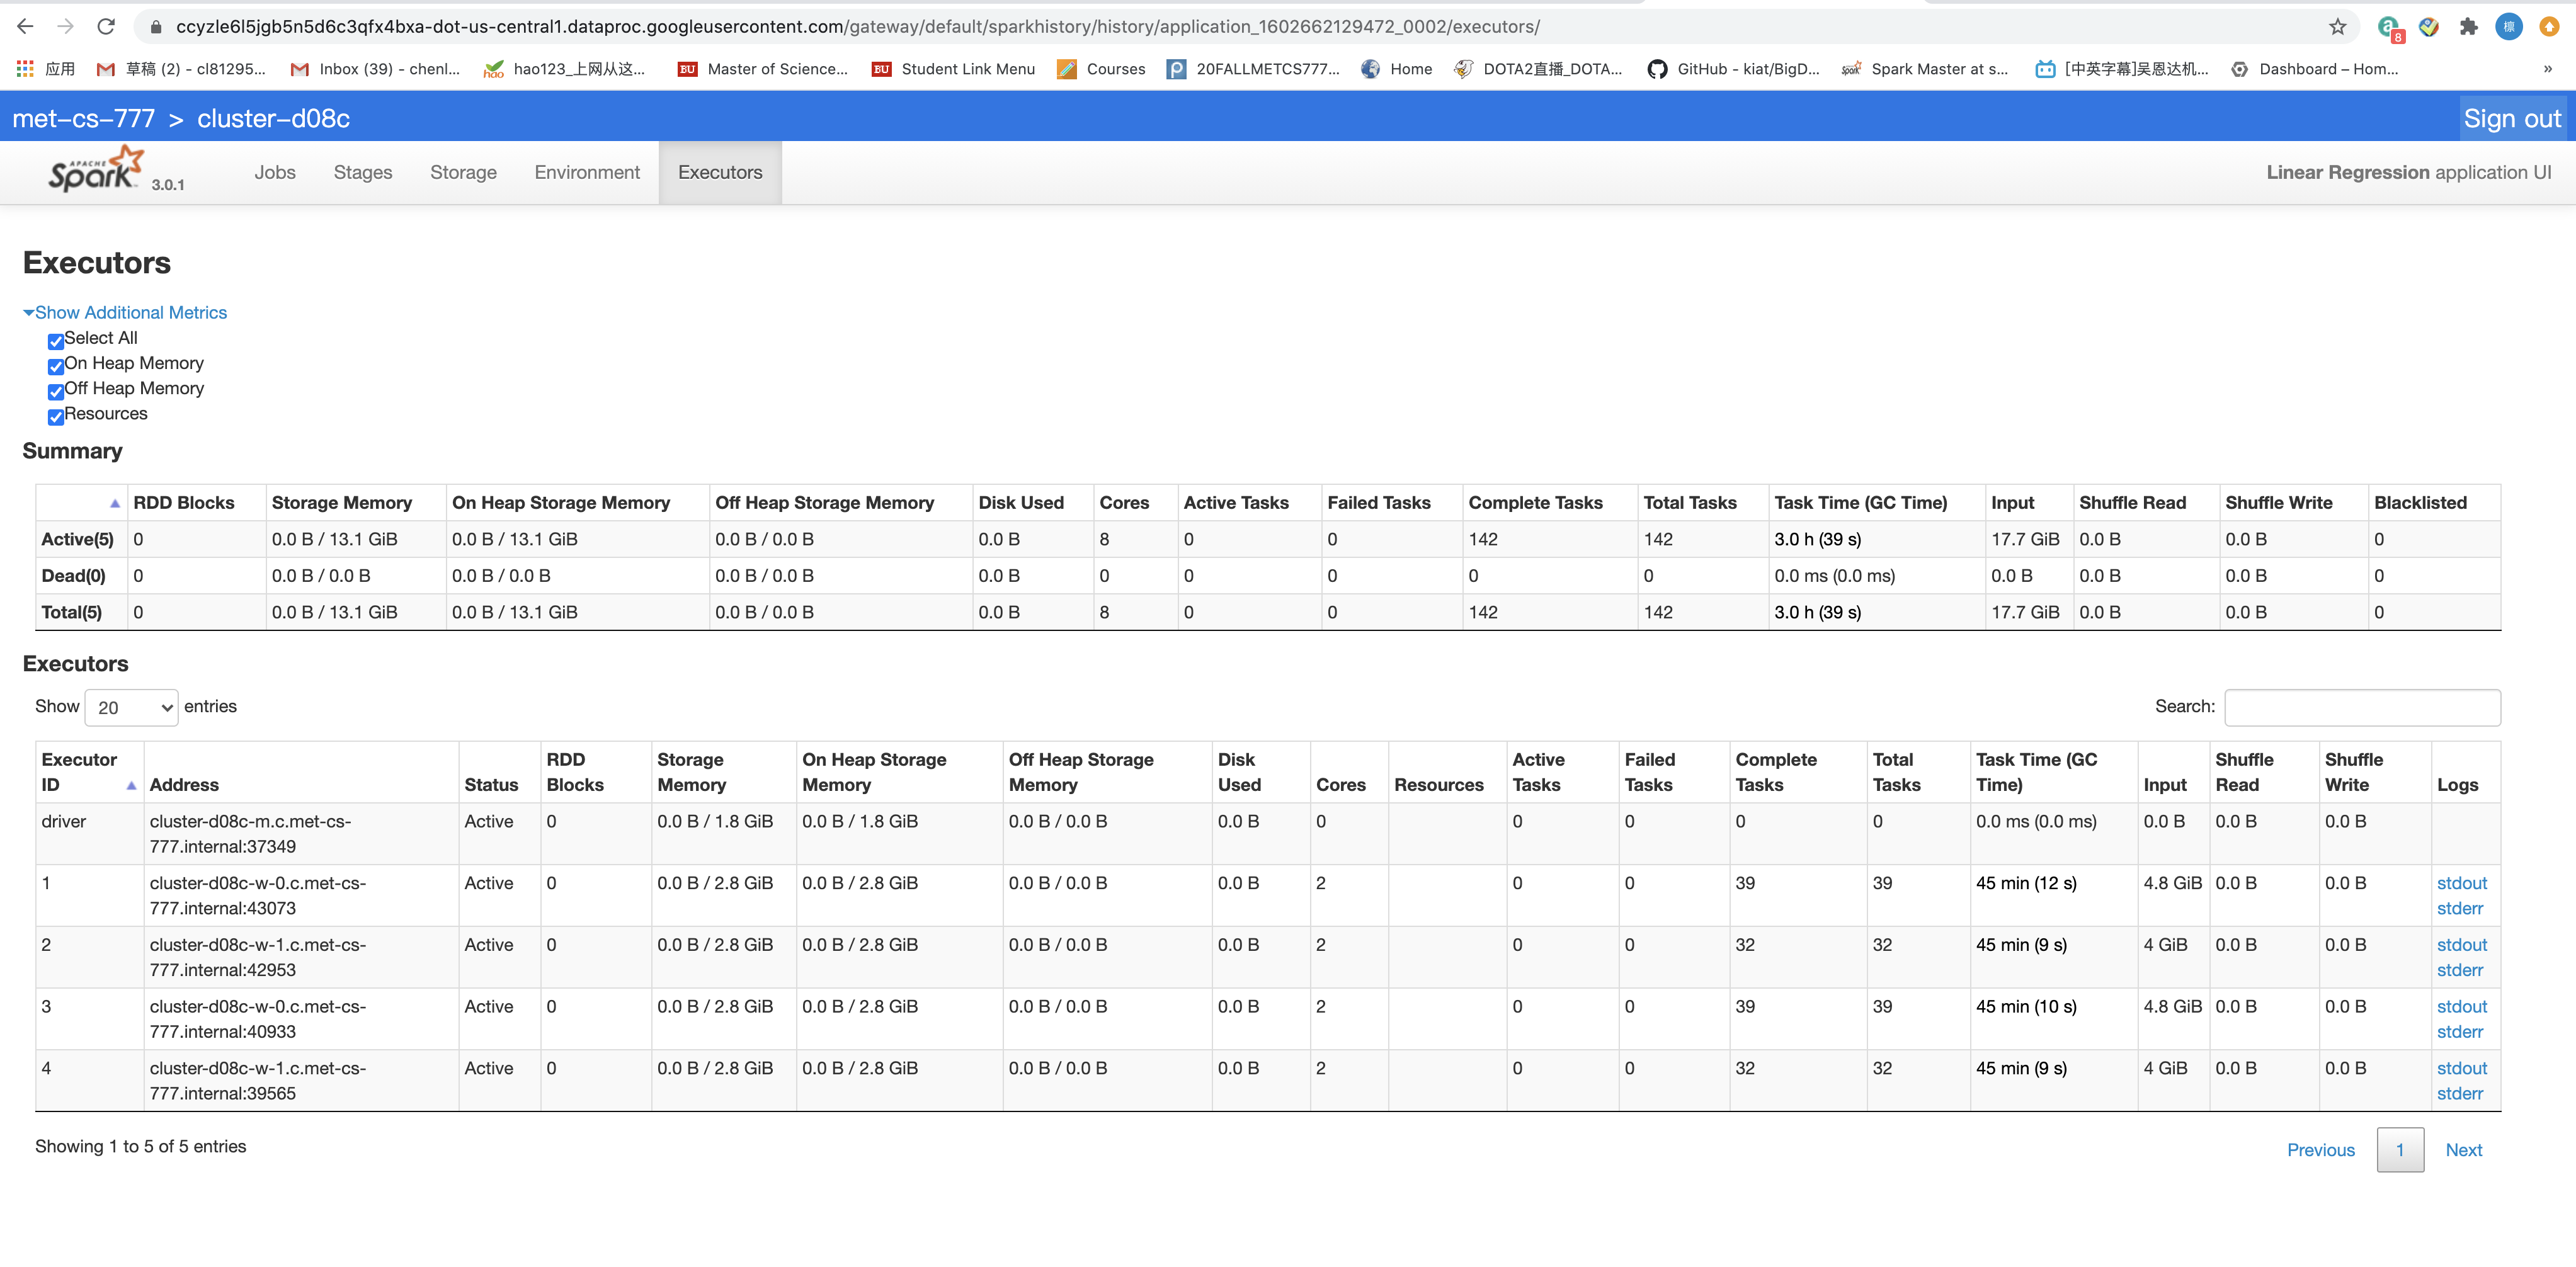 ccyzle6l5jgb5n5d6c3qfx4bxa-dot-us-central1.dataproc.googleusercontent.com/gateway/default/sparkhistory/history/application_1602662129472_0002/executors/ a 8 檩
应用 草稿 (2) - cl81295... Inbox (39) - chenl... hao hao123_上网从这... BU Master of Science... BU Student Link Menu Courses P 20FALLMETCS777... Home DOTA2直播_DOTA... GitHub - kiat/BigD... Spark Spark Master at s... [中英字幕]吴恩达机... Dashboard – Hom... »
met-cs-777 > cluster-d08c Sign out
APACHE Spark 3.0.1 Jobs Stages Storage Environment Executors Linear Regression application UI
Executors
Show Additional Metrics
Select All
On Heap Memory
Off Heap Memory
Resources
Summary
RDD Blocks Storage Memory On Heap Storage Memory Off Heap Storage Memory Disk Used Cores Active Tasks Failed Tasks Complete Tasks Total Tasks Task Time (GC Time) Input Shuffle Read Shuffle Write Blacklisted
Active(5) 0 0.0 B / 13.1 GiB 0.0 B / 13.1 GiB 0.0 B / 0.0 B 0.0 B 8 0 0 142 142 3.0 h (39 s) 17.7 GiB 0.0 B 0.0 B 0
Dead(0) 0 0.0 B / 0.0 B 0.0 B / 0.0 B 0.0 B / 0.0 B 0.0 B 0 0 0 0 0 0.0 ms (0.0 ms) 0.0 B 0.0 B 0.0 B 0
Total(5) 0 0.0 B / 13.1 GiB 0.0 B / 13.1 GiB 0.0 B / 0.0 B 0.0 B 8 0 0 142 142 3.0 h (39 s) 17.7 GiB 0.0 B 0.0 B 0
Executors
Show 20 entries Search:
Executor RDD Storage On Heap Storage Off Heap Storage Disk Active Failed Complete Total Task Time (GC Shuffle Shuffle
ID Address Status Blocks Memory Memory Memory Used Cores Resources Tasks Tasks Tasks Tasks Time) Input Read Write Logs
driver cluster-d08c-m.c.met-cs- Active 0 0.0 B / 1.8 GiB 0.0 B / 1.8 GiB 0.0 B / 0.0 B 0.0 B 0 0 0 0 0 0.0 ms (0.0 ms) 0.0 B 0.0 B 0.0 B
777.internal:37349
1 cluster-d08c-w-0.c.met-cs- Active 0 0.0 B / 2.8 GiB 0.0 B / 2.8 GiB 0.0 B / 0.0 B 0.0 B 2 0 0 39 39 45 min (12 s) 4.8 GiB 0.0 B 0.0 B stdout
777.internal:43073 stderr
2 cluster-d08c-w-1.c.met-cs- Active 0 0.0 B / 2.8 GiB 0.0 B / 2.8 GiB 0.0 B / 0.0 B 0.0 B 2 0 0 32 32 45 min (9 s) 4 GiB 0.0 B 0.0 B stdout
777.internal:42953 stderr
3 cluster-d08c-w-0.c.met-cs- Active 0 0.0 B / 2.8 GiB 0.0 B / 2.8 GiB 0.0 B / 0.0 B 0.0 B 2 0 0 39 39 45 min (10 s) 4.8 GiB 0.0 B 0.0 B stdout
777.internal:40933 stderr
4 cluster-d08c-w-1.c.met-cs- Active 0 0.0 B / 2.8 GiB 0.0 B / 2.8 GiB 0.0 B / 0.0 B 0.0 B 2 0 0 32 32 45 min (9 s) 4 GiB 0.0 B 0.0 B stdout
777.internal:39565 stderr
Showing 1 to 5 of 5 entries Previous 1 Next